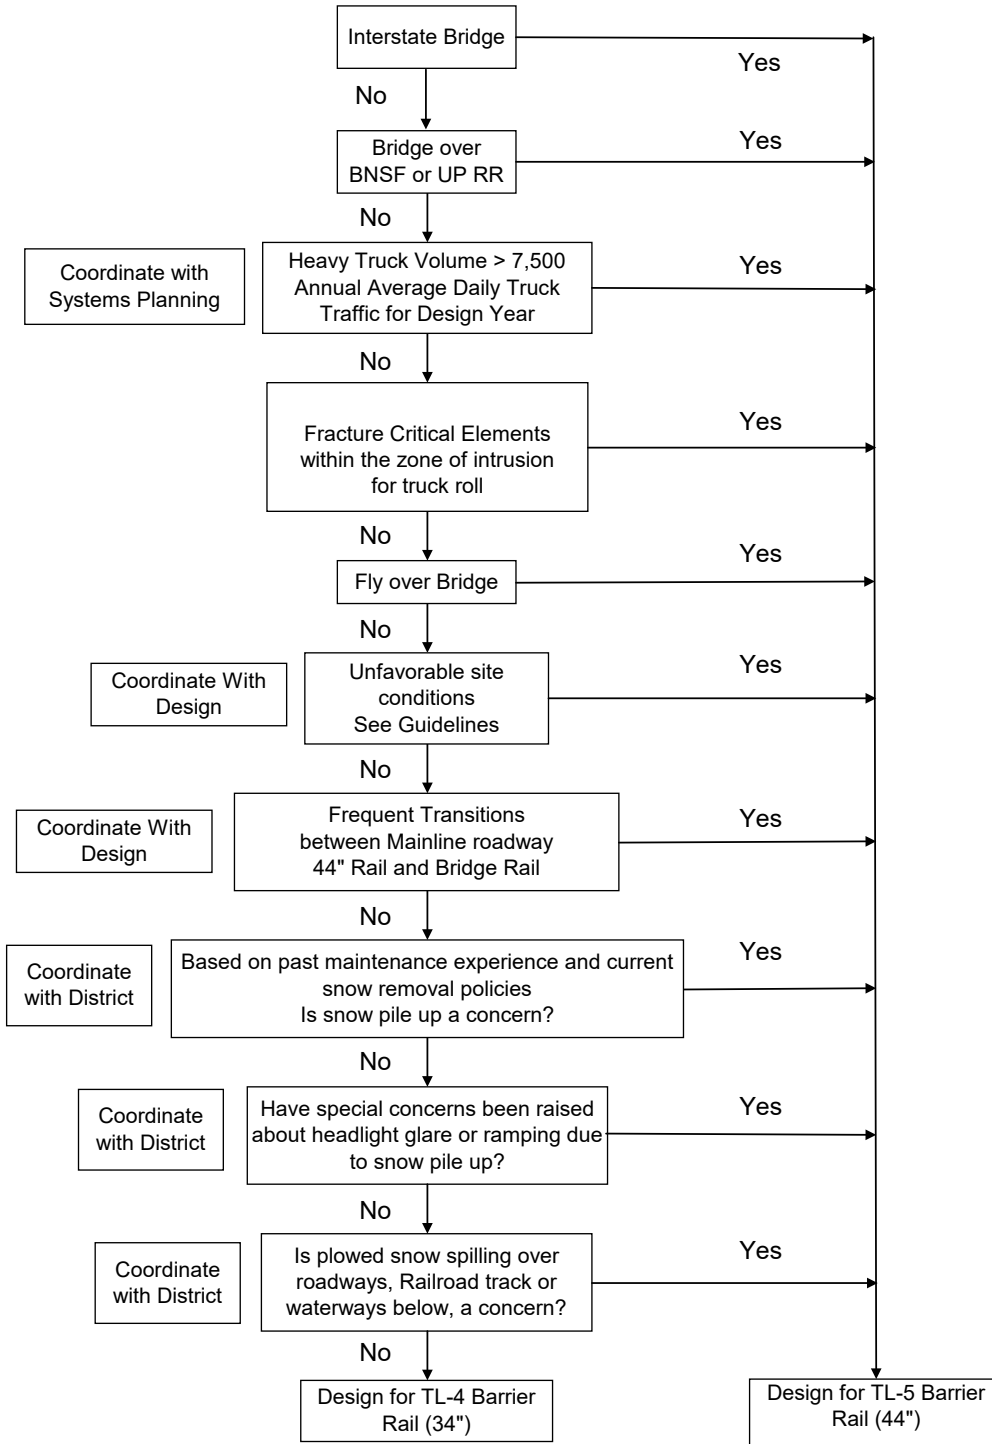 Interstate Bridge
Yes
No
Bridge over
BNSF or UP RR
Yes
No
Coordinate with
Systems Planning
Heavy Truck Volume > 7,500
Annual Average Daily Truck
Traffic for Design Year
Yes
No
Fracture Critical Elements
within the zone of intrusion
for truck roll
Yes
No
Fly over Bridge
Yes
No
Coordinate With
Design
Unfavorable site
conditions
See Guidelines
Yes
No
Coordinate With
Design
Frequent Transitions
between Mainline roadway
44" Rail and Bridge Rail
Yes
No
Coordinate
with District
Based on past maintenance experience and current
snow removal policies
Is snow pile up a concern?
Yes
No
Coordinate
with District
Have special concerns been raised
about headlight glare or ramping due
to snow pile up?
Yes
No
Coordinate
with District
Is plowed snow spilling over
roadways, Railroad track or
waterways below, a concern?
Yes
No
Design for TL-4 Barrier
Rail (34")
Design for TL-5 Barrier
Rail (44")